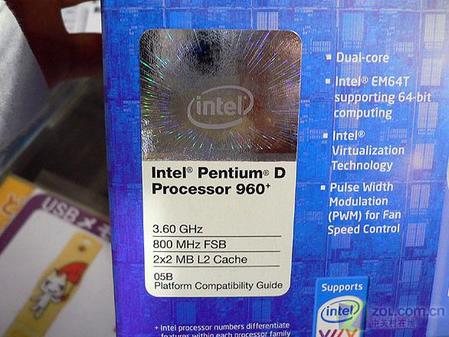 intel
Intel® Pentium® D
Processor 960+
3.60 GHz
800 MHz FSB
2x2 MB L2 Cache
05B
Platform Compatibility Guide
Dual-core
Intel® EM64T
supporting 64-bit
computing
Intel®
Virtualization
Technology
Pulse Width
Modulation
(PWM) for Fan
Speed Control
Supports
intel
+ Intel processor numbers differentiate
features within each processor family
USB
zol.com.cn